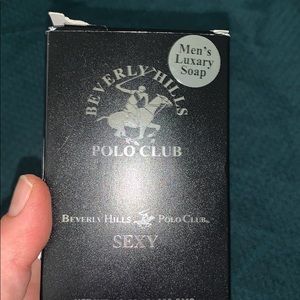 Men's
Luxary
Soap
BEVERLY HILLS
POLO CLUB
BEVERLY HILLS POLO CLUB
SEXY